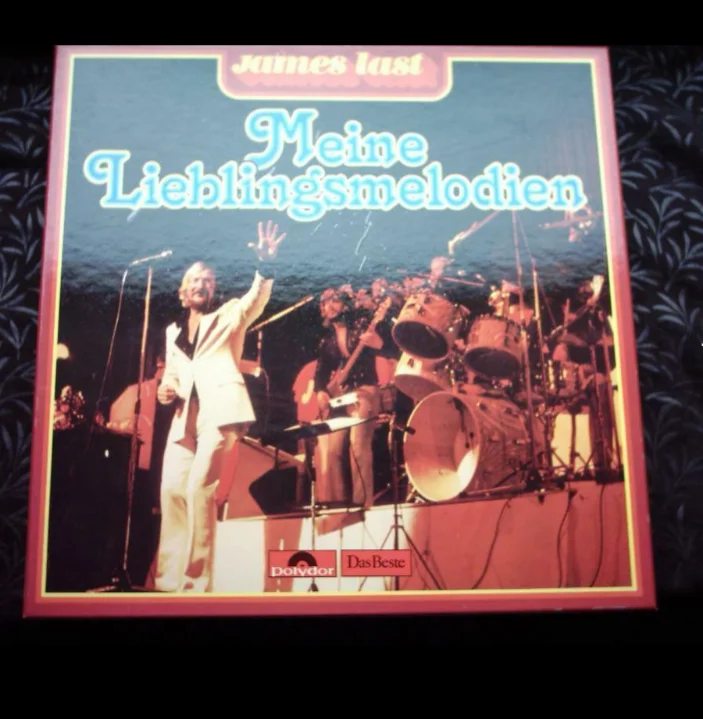 James last
Meine
Lieblingsmelodien
polydor
Das Beste